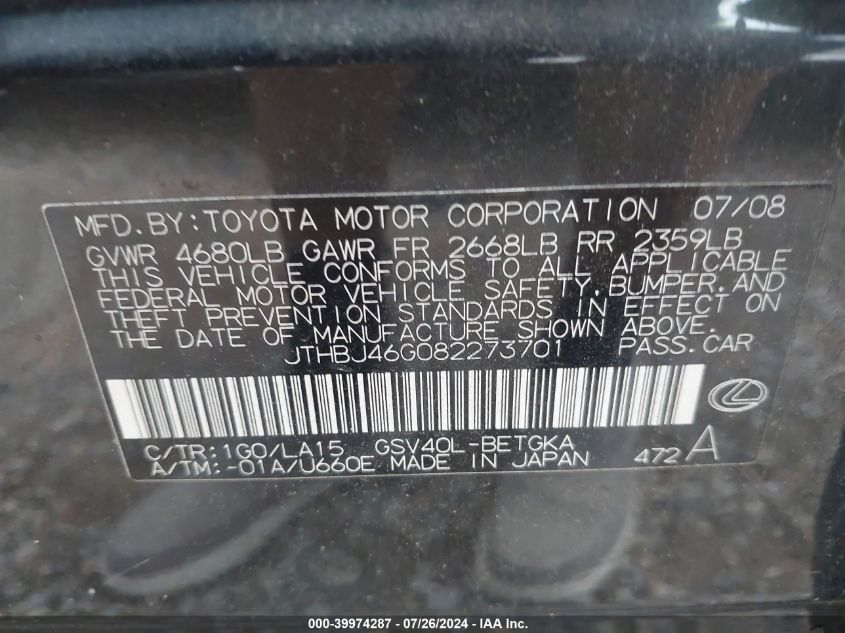 MFD.BY:TOYOTA MOTOR CORPORATION 07/08
GVWR 4680LB GAWR FR 2668LB RR 2359LB
THIS VEHICLE CONFORMS TO ALL APPLICABLE
FEDERAL MOTOR VEHICLE SAFETY,BUMPER,AND
THEFT PREVENTION STANDARDS IN EFFECT ON
THE DATE OF MANUFACTURE SHOWN ABOVE.
JTHBJ46G082273701 PASS.CAR
C/TR:1G0/LA15 GSV40L-BETGKA
A/TM:-01A/U660E MADE IN JAPAN 472A
000-39974287 - 07/26/2024 - IAA Inc.